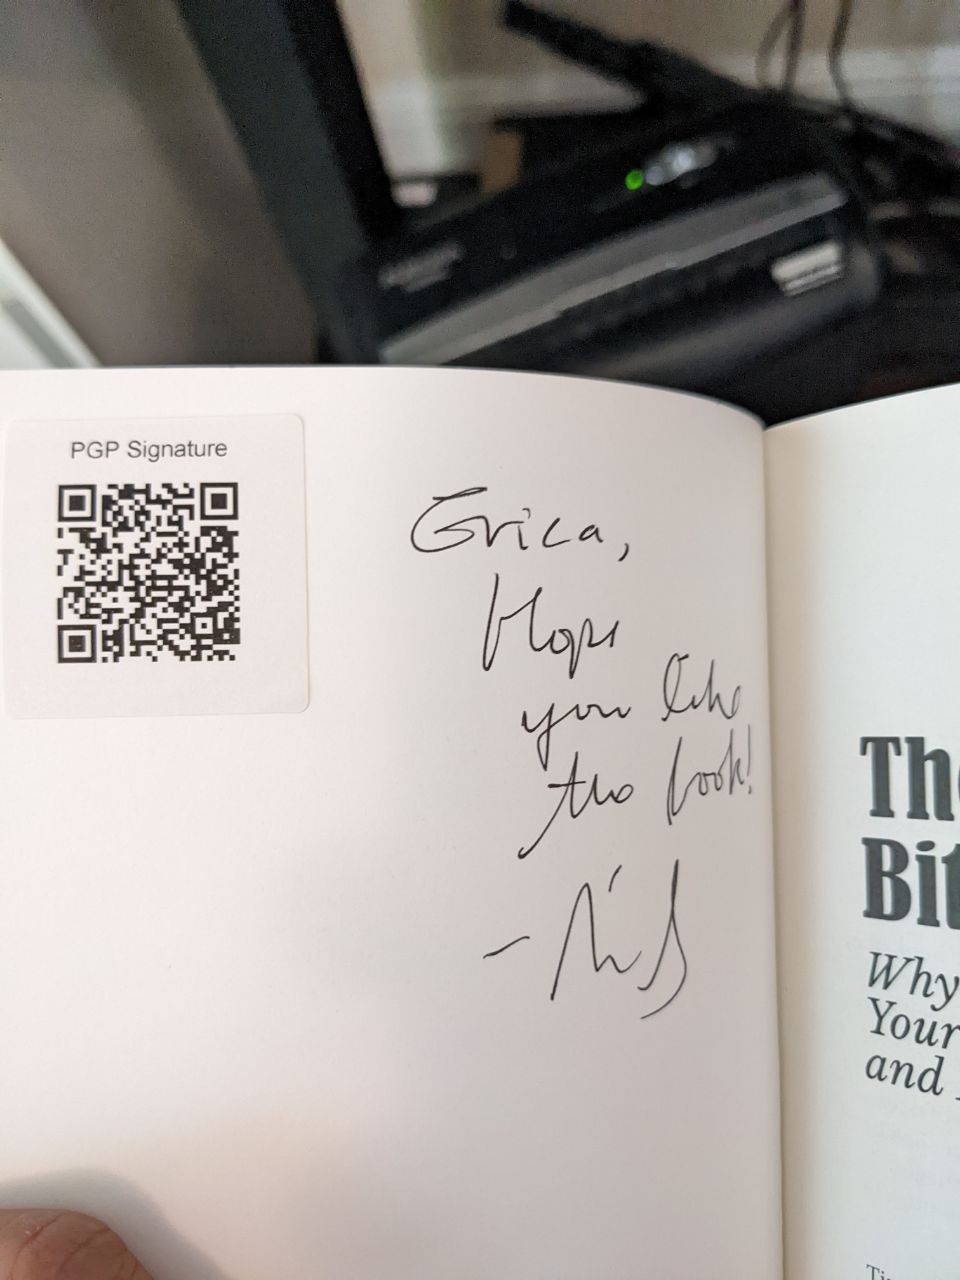 PGP Signature
Erica,
Hope
you like
the book!
The
Bit
Why
Your
and